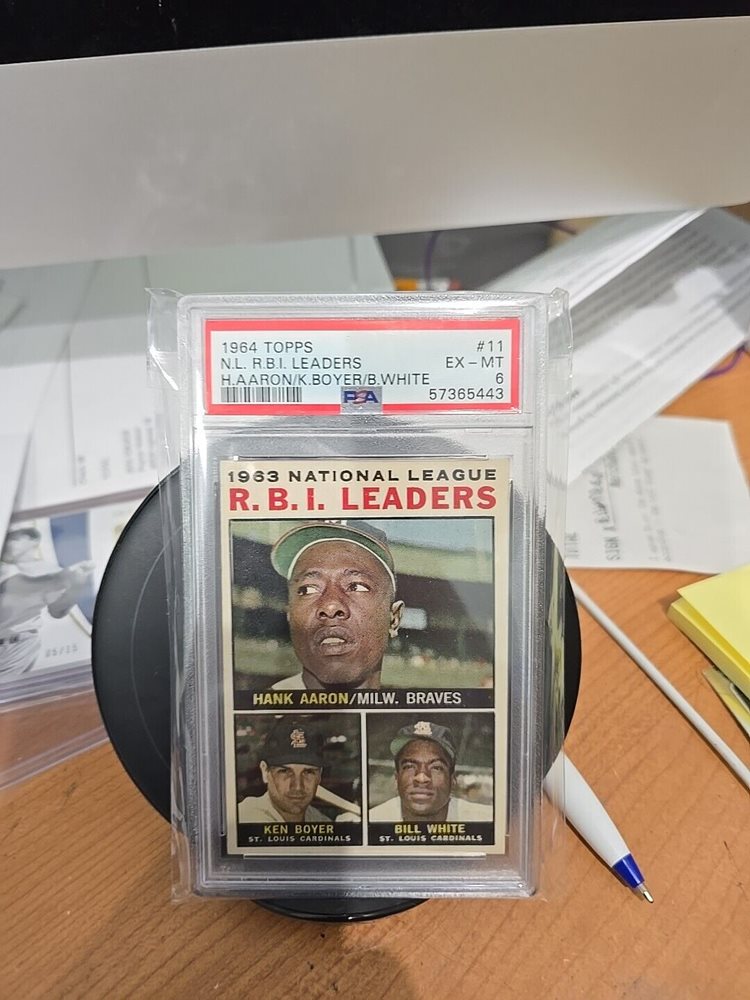 1964 TOPPS #11
N.L. R.B.I. LEADERS EX-MT
H.AARON/K.BOYER/B.WHITE 6
PSA 57365443
1963 NATIONAL LEAGUE
R.B.I. LEADERS
HANK AARON/MILW. BRAVES
KEN BOYER
ST. LOUIS CARDINALS
BILL WHITE
ST. LOUIS CARDINALS